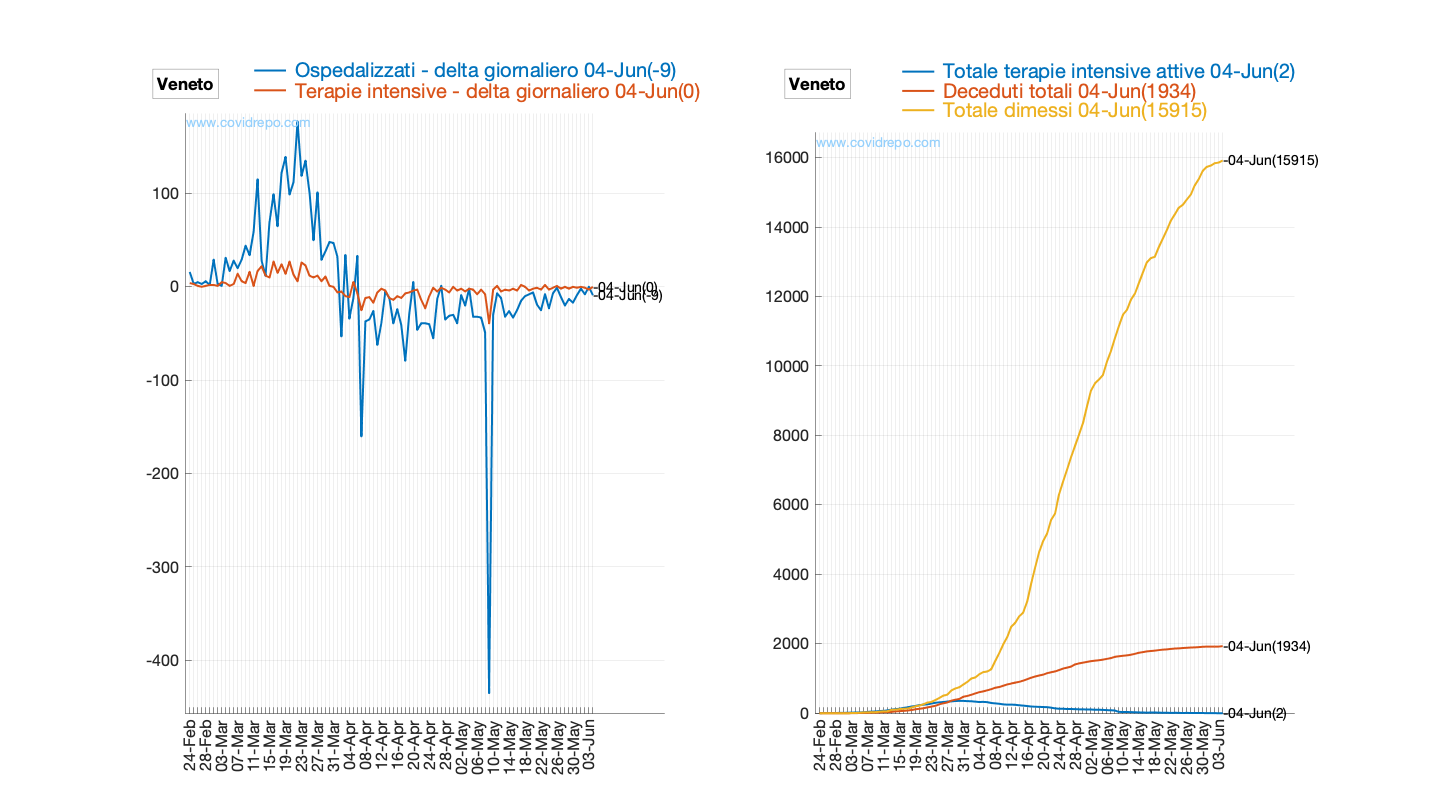 Veneto
Ospedalizzati - delta giornaliero 04-Jun(-9)
Terapie intensive - delta giornaliero 04-Jun(0)
www.covidrepo.com
100
0
-100
-200
-300
-400
-04-Jun(0)
-04-Jun(-9)
24-Feb
28-Feb
03-Mar
07-Mar
11-Mar
15-Mar
19-Mar
23-Mar
27-Mar
31-Mar
04-Apr
08-Apr
12-Apr
16-Apr
20-Apr
24-Apr
28-Apr
02-May
06-May
10-May
14-May
18-May
22-May
26-May
30-May
03-Jun
Veneto
Totale terapie intensive attive 04-Jun(2)
Deceduti totali 04-Jun(1934)
Totale dimessi 04-Jun(15915)
www.covidrepo.com
16000
14000
12000
10000
8000
6000
4000
2000
0
-04-Jun(15915)
-04-Jun(1934)
-04-Jun(2)
24-Feb
28-Feb
03-Mar
07-Mar
11-Mar
15-Mar
19-Mar
23-Mar
27-Mar
31-Mar
04-Apr
08-Apr
12-Apr
16-Apr
20-Apr
24-Apr
28-Apr
02-May
06-May
10-May
14-May
18-May
22-May
26-May
30-May
03-Jun